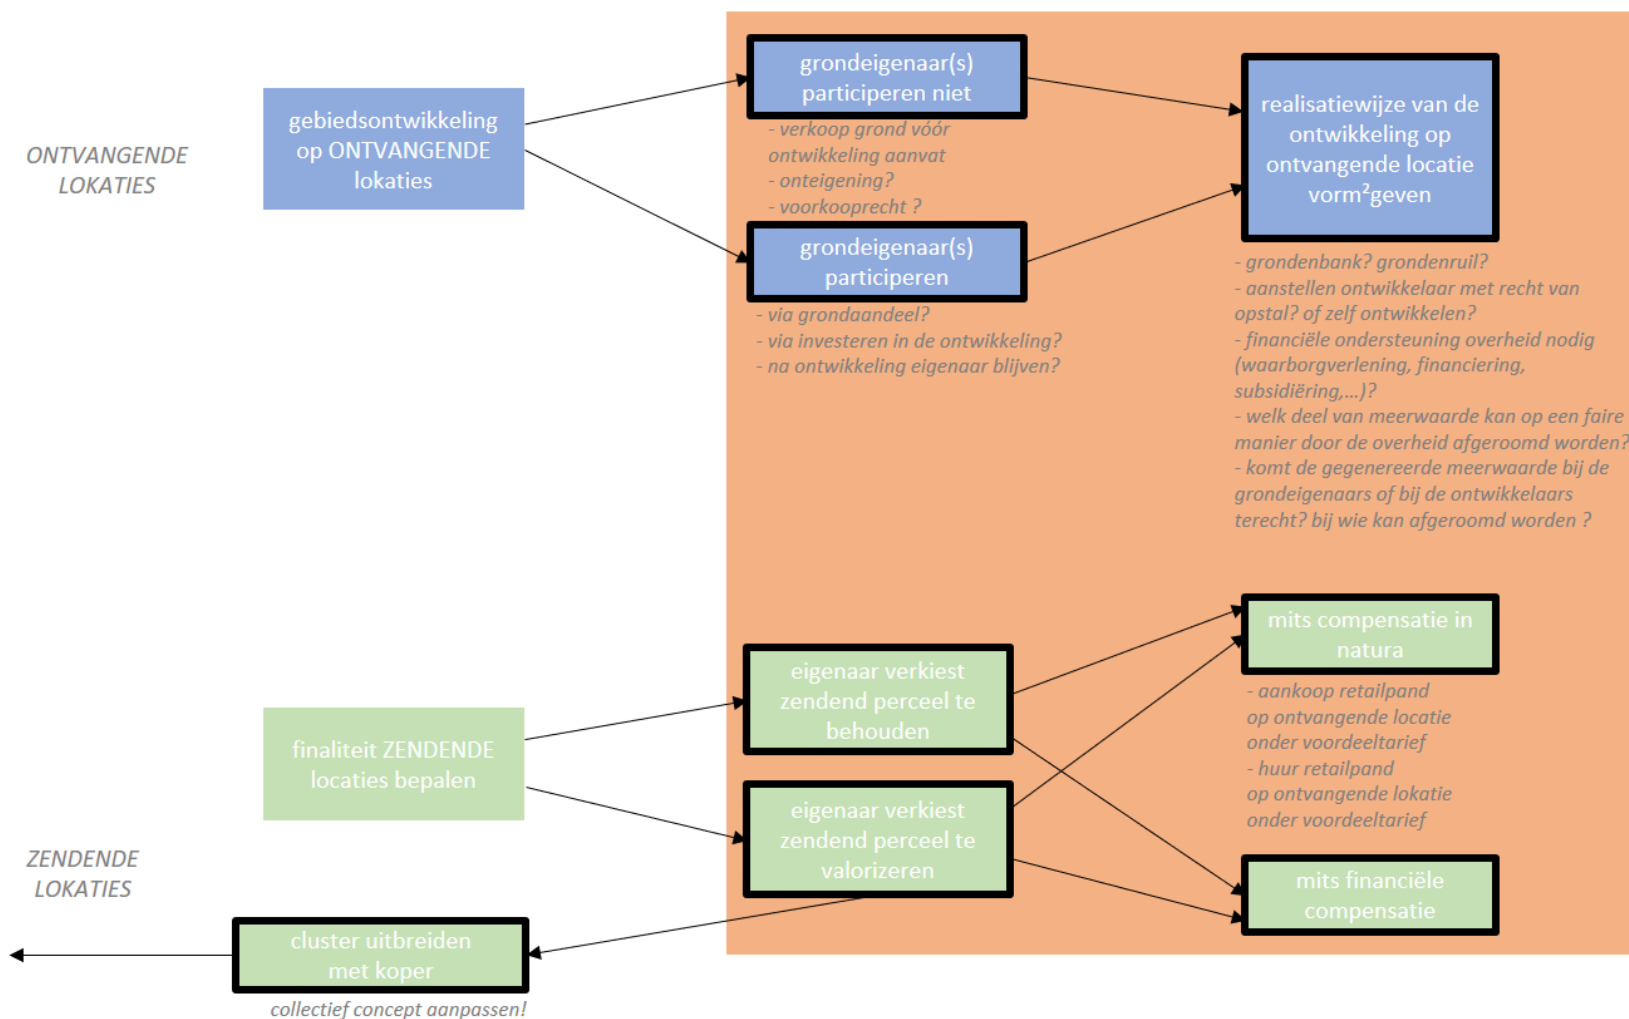 ONTVANGENDE
LOKATIES
gebiedsontwikkeling
op ONTVANGENDE
lokaties
grondeigenaar(s)
participeren niet
- verkoop grond vóór
ontwikkeling aanvat
- onteigening?
- voorkooprecht ?
grondeigenaar(s)
participeren
- via grondaandeel?
- via investeren in de ontwikkeling?
- na ontwikkeling eigenaar blijven?
realisatiewijze van de
ontwikkeling op
ontvangende locatie
vorm²geven
- grondenbank? grondenruil?
- aanstellen ontwikkelaar met recht van
opstal? of zelf ontwikkelen?
- financiële ondersteuning overheid nodig
(waarborgverlening, financiering,
subsidiëring,...)?
- welk deel van meerwaarde kan op een faire
manier door de overheid afgeroomd worden?
- komt de gegenereerde meerwaarde bij de
grondeigenaars of bij de ontwikkelaars
terecht? bij wie kan afgeroomd worden ?
ZENDENDE
LOKATIES
finaliteit ZENDENDE
locaties bepalen
eigenaar verkiest
zendend perceel te
behouden
eigenaar verkiest
zendend perceel te
valorizeren
mits compensatie in
natura
- aankoop retailpand
op ontvangende locatie
onder voordeeltarief
- huur retailpand
op ontvangende lokatie
onder voordeeltarief
mits financiële
compensatie
cluster uitbreiden
met koper
collectief concept aanpassen!